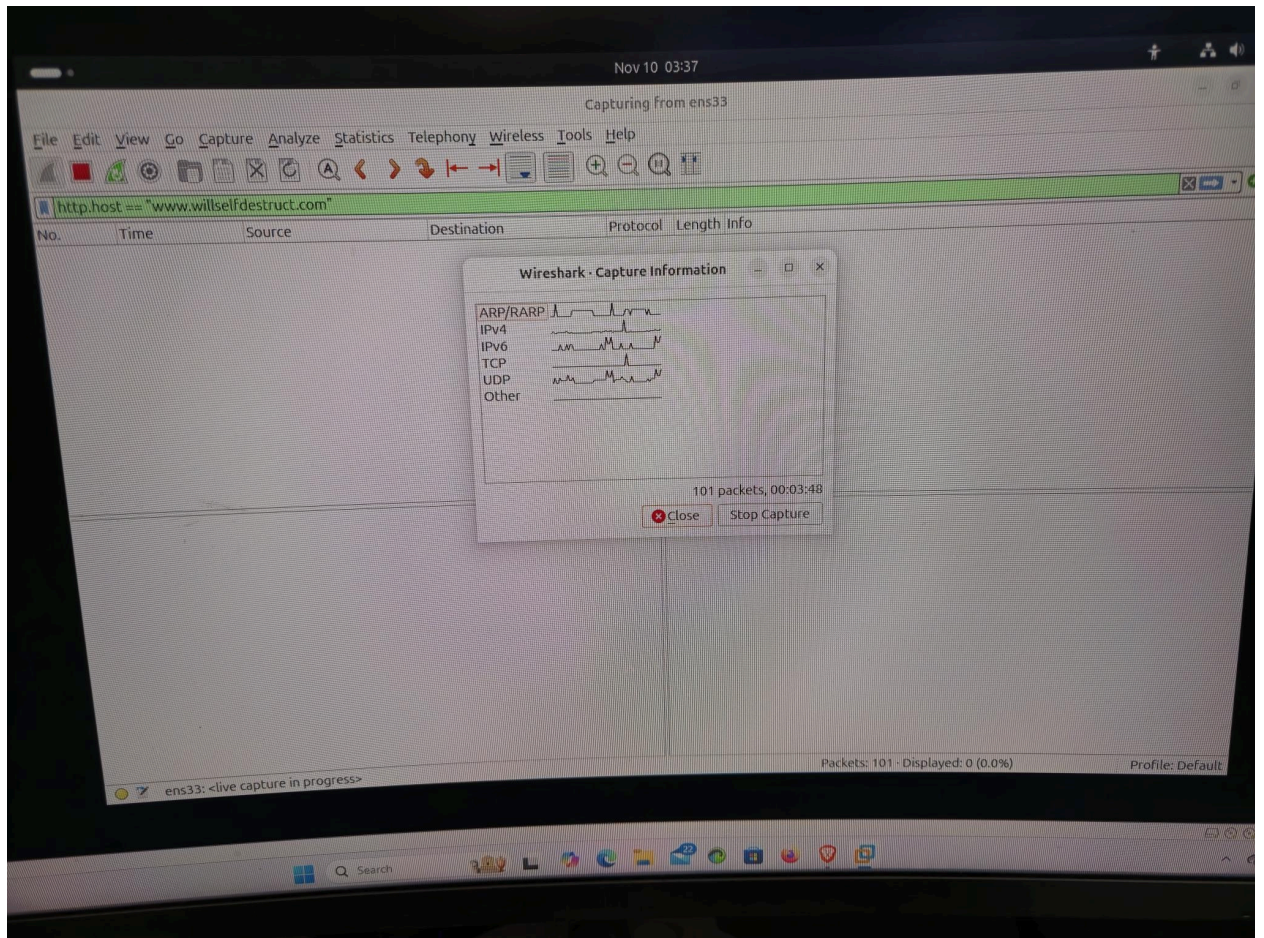 Nov 10 03:37
Capturing from ens33
File Edit View Go Capture Analyze Statistics Telephony Wireless Tools Help
http.host == "www.willselfdestruct.com"
No. Time Source Destination Protocol Length Info
Wireshark · Capture Information
ARP/RARP
IPv4
IPv6
TCP
UDP
Other
101 packets, 00:03:48
Close Stop Capture
ens33: <live capture in progress> Packets: 101 · Displayed: 0 (0.0%) Profile: Default
22
Search